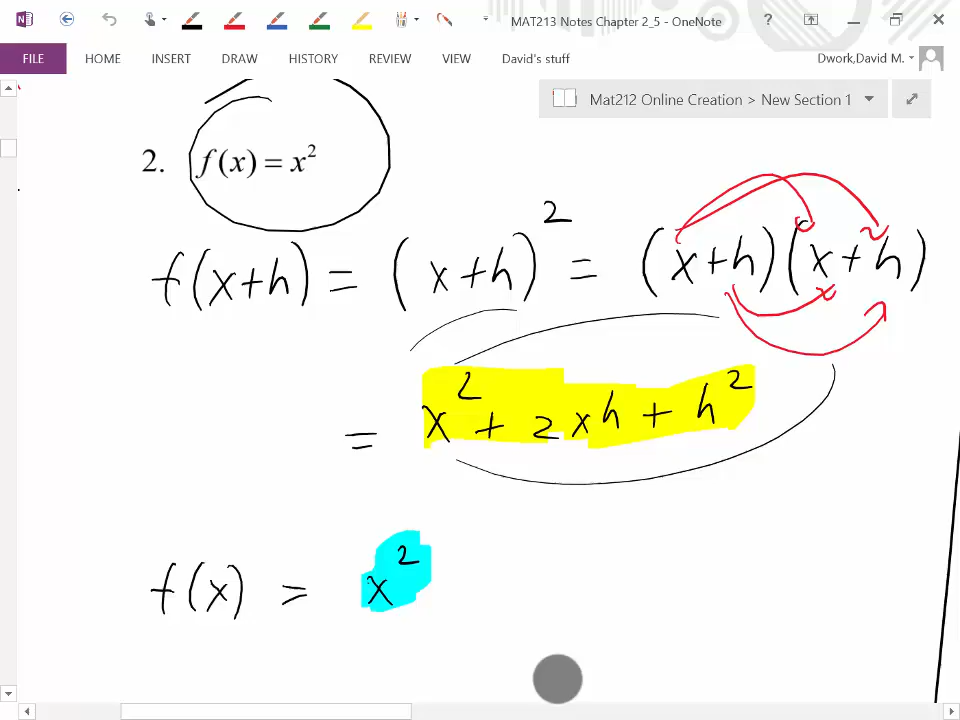 MAT213 Notes Chapter 2_5 - OneNote
?
FILE HOME INSERT DRAW HISTORY REVIEW VIEW David's stuff Dwork,David M.
Mat212 Online Creation > New Section 1
2. f(x) = x²
f(x+h) = (x+h)² = (x+h)(x+h)
= x² + 2xh + h²
f(x) = x²